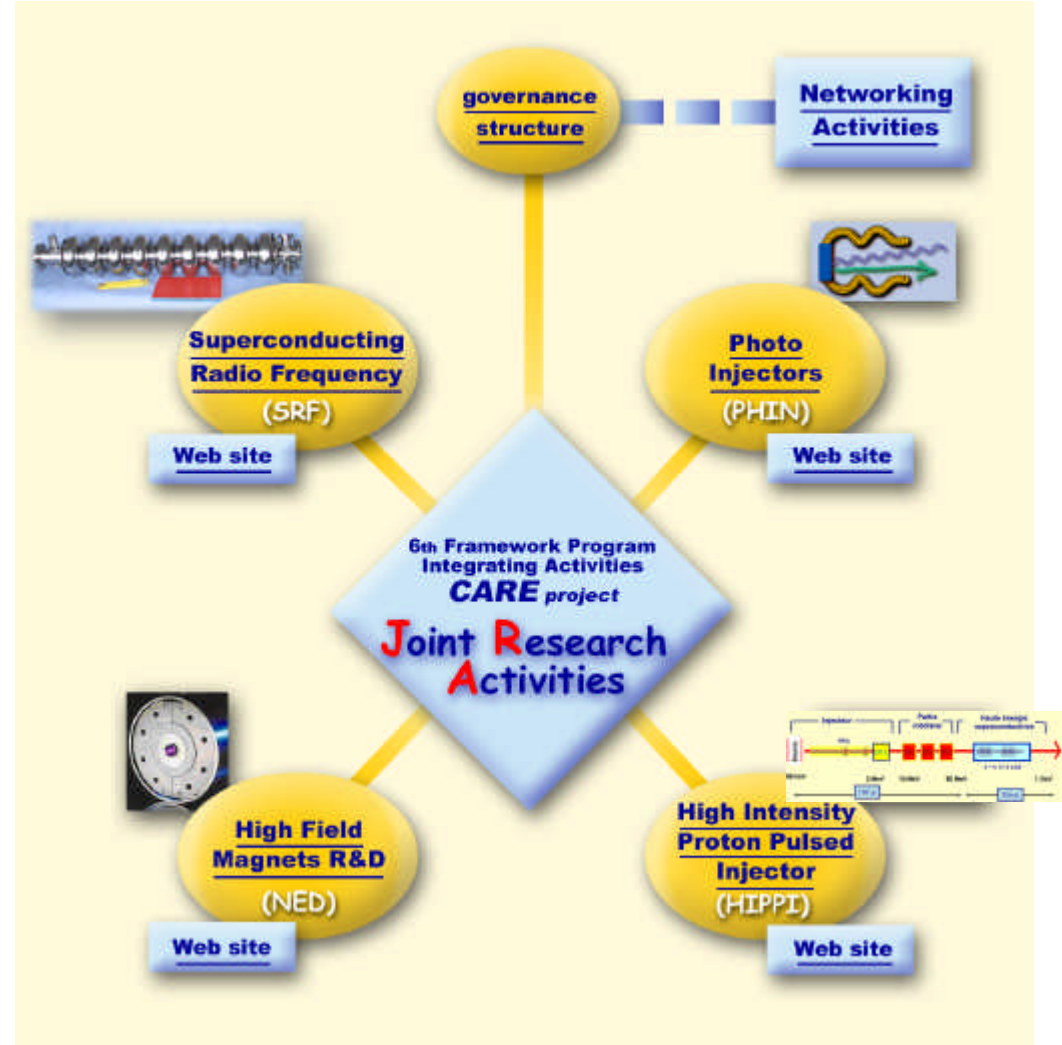 governance
structure
Networking
Activities
Superconducting
Radio Frequency
(SRF)
Web site
Photo
Injectors
(PHIN)
Web site
6th Framework Program
Integrating Activities
CARE project
Joint Research
Activities
High Field
Magnets R&D
(NED)
Web site
High Intensity
Proton Pulsed
Injector
(HIPPI)
Web site